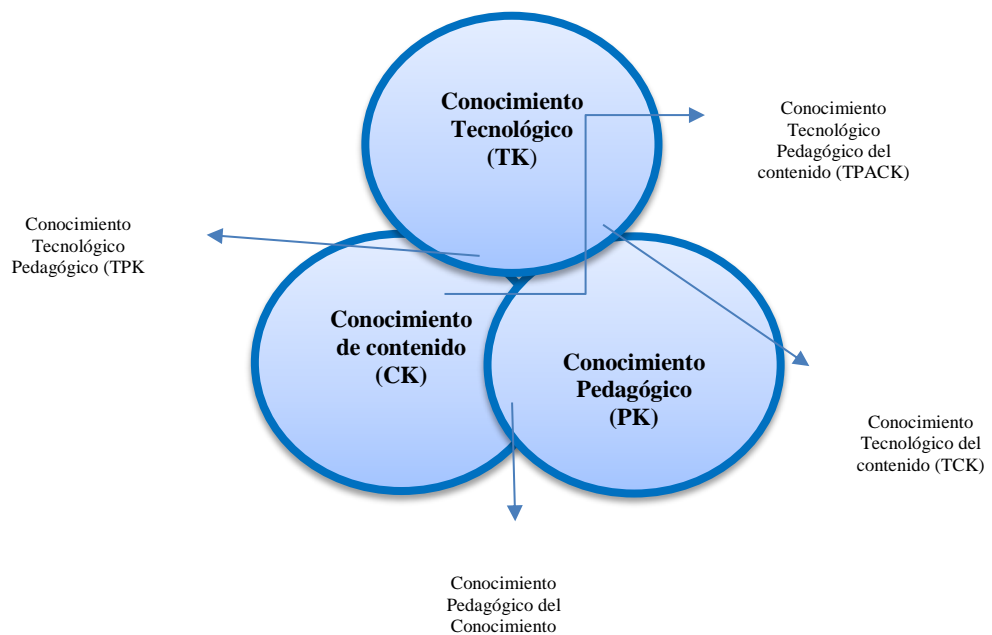 Conocimiento
Tecnológico
(TK)
Conocimiento
Tecnológico
Pedagógico del
contenido (TPACK)
Conocimiento
Tecnológico
Pedagógico (TPK
Conocimiento
de contenido
(CK)
Conocimiento
Pedagógico
(PK)
Conocimiento
Tecnológico del
contenido (TCK)
Conocimiento
Pedagógico del
Conocimiento